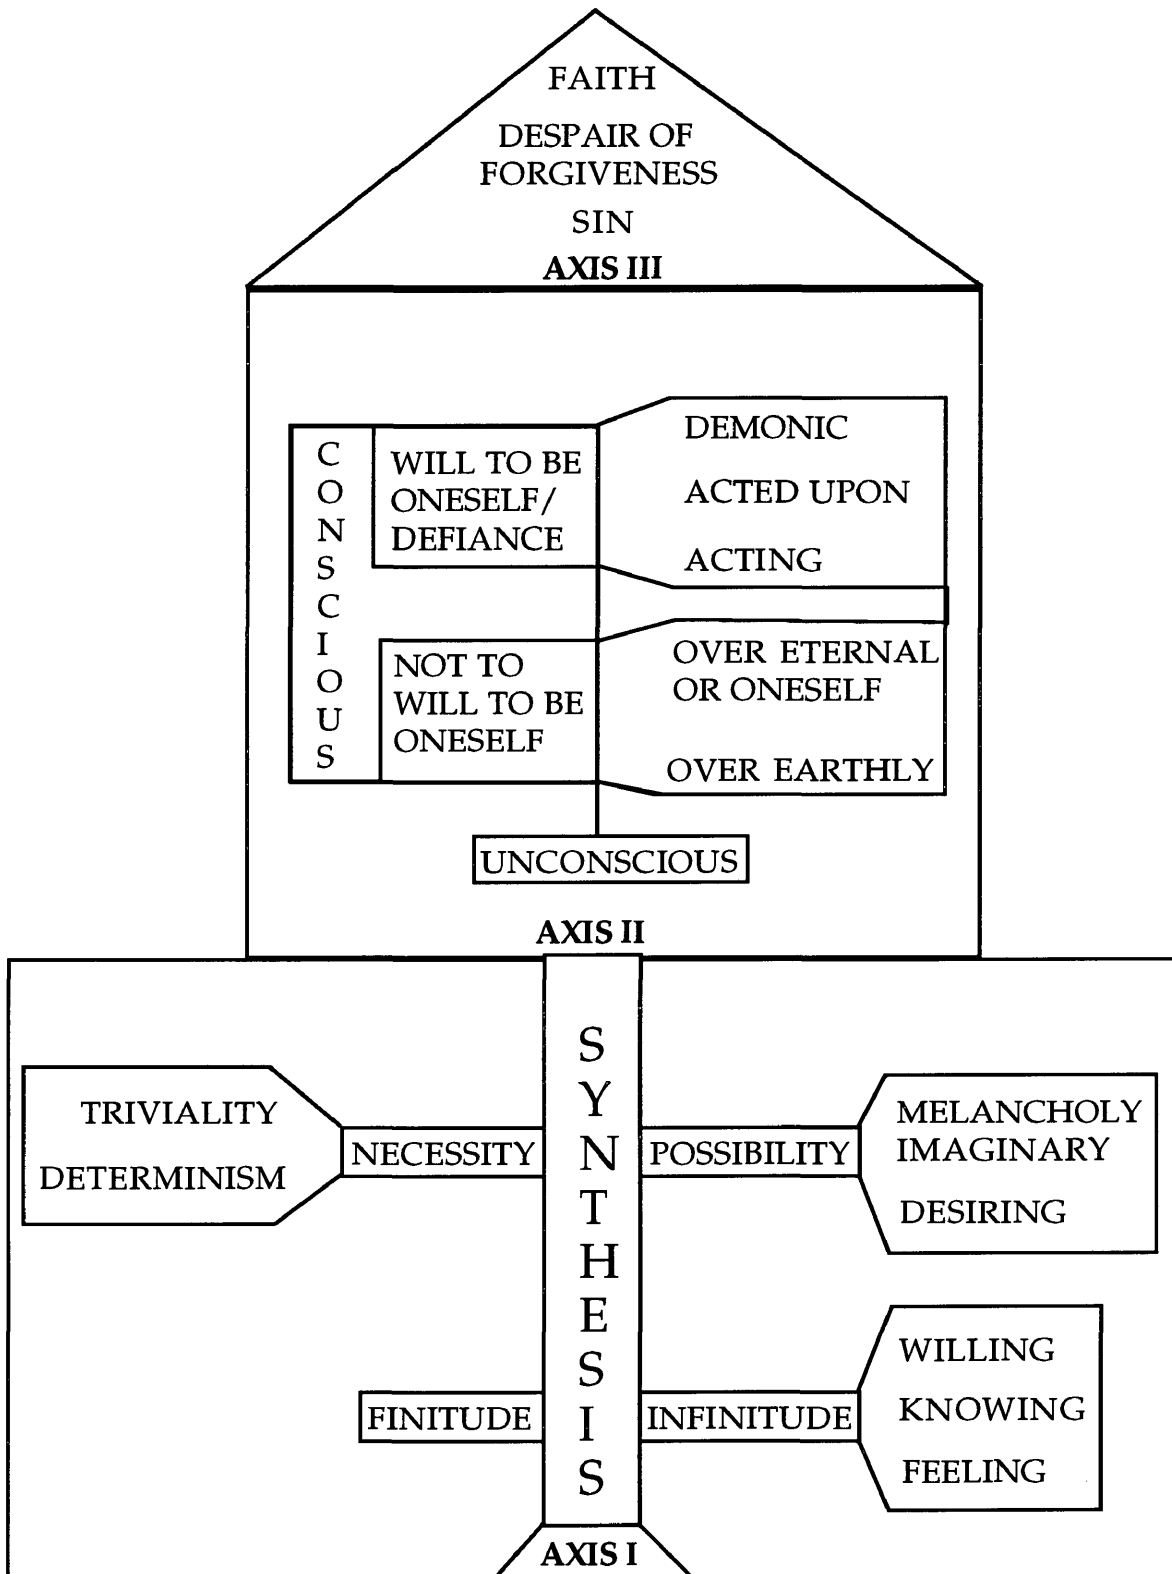 FAITH
DESPAIR OF
FORGIVENESS
SIN
AXIS III
CONSCIOUS
WILL TO BE
ONESELF/
DEFIANCE
DEMONIC
ACTED UPON
ACTING
NOT TO
WILL TO BE
ONESELF
OVER ETERNAL
OR ONESELF
OVER EARTHLY
UNCONSCIOUS
AXIS II
SYNTHESIS
TRIVIALITY
DETERMINISM
NECESSITY
POSSIBILITY
MELANCHOLY
IMAGINARY
DESIRING
FINITUDE
INFINITUDE
WILLING
KNOWING
FEELING
AXIS I